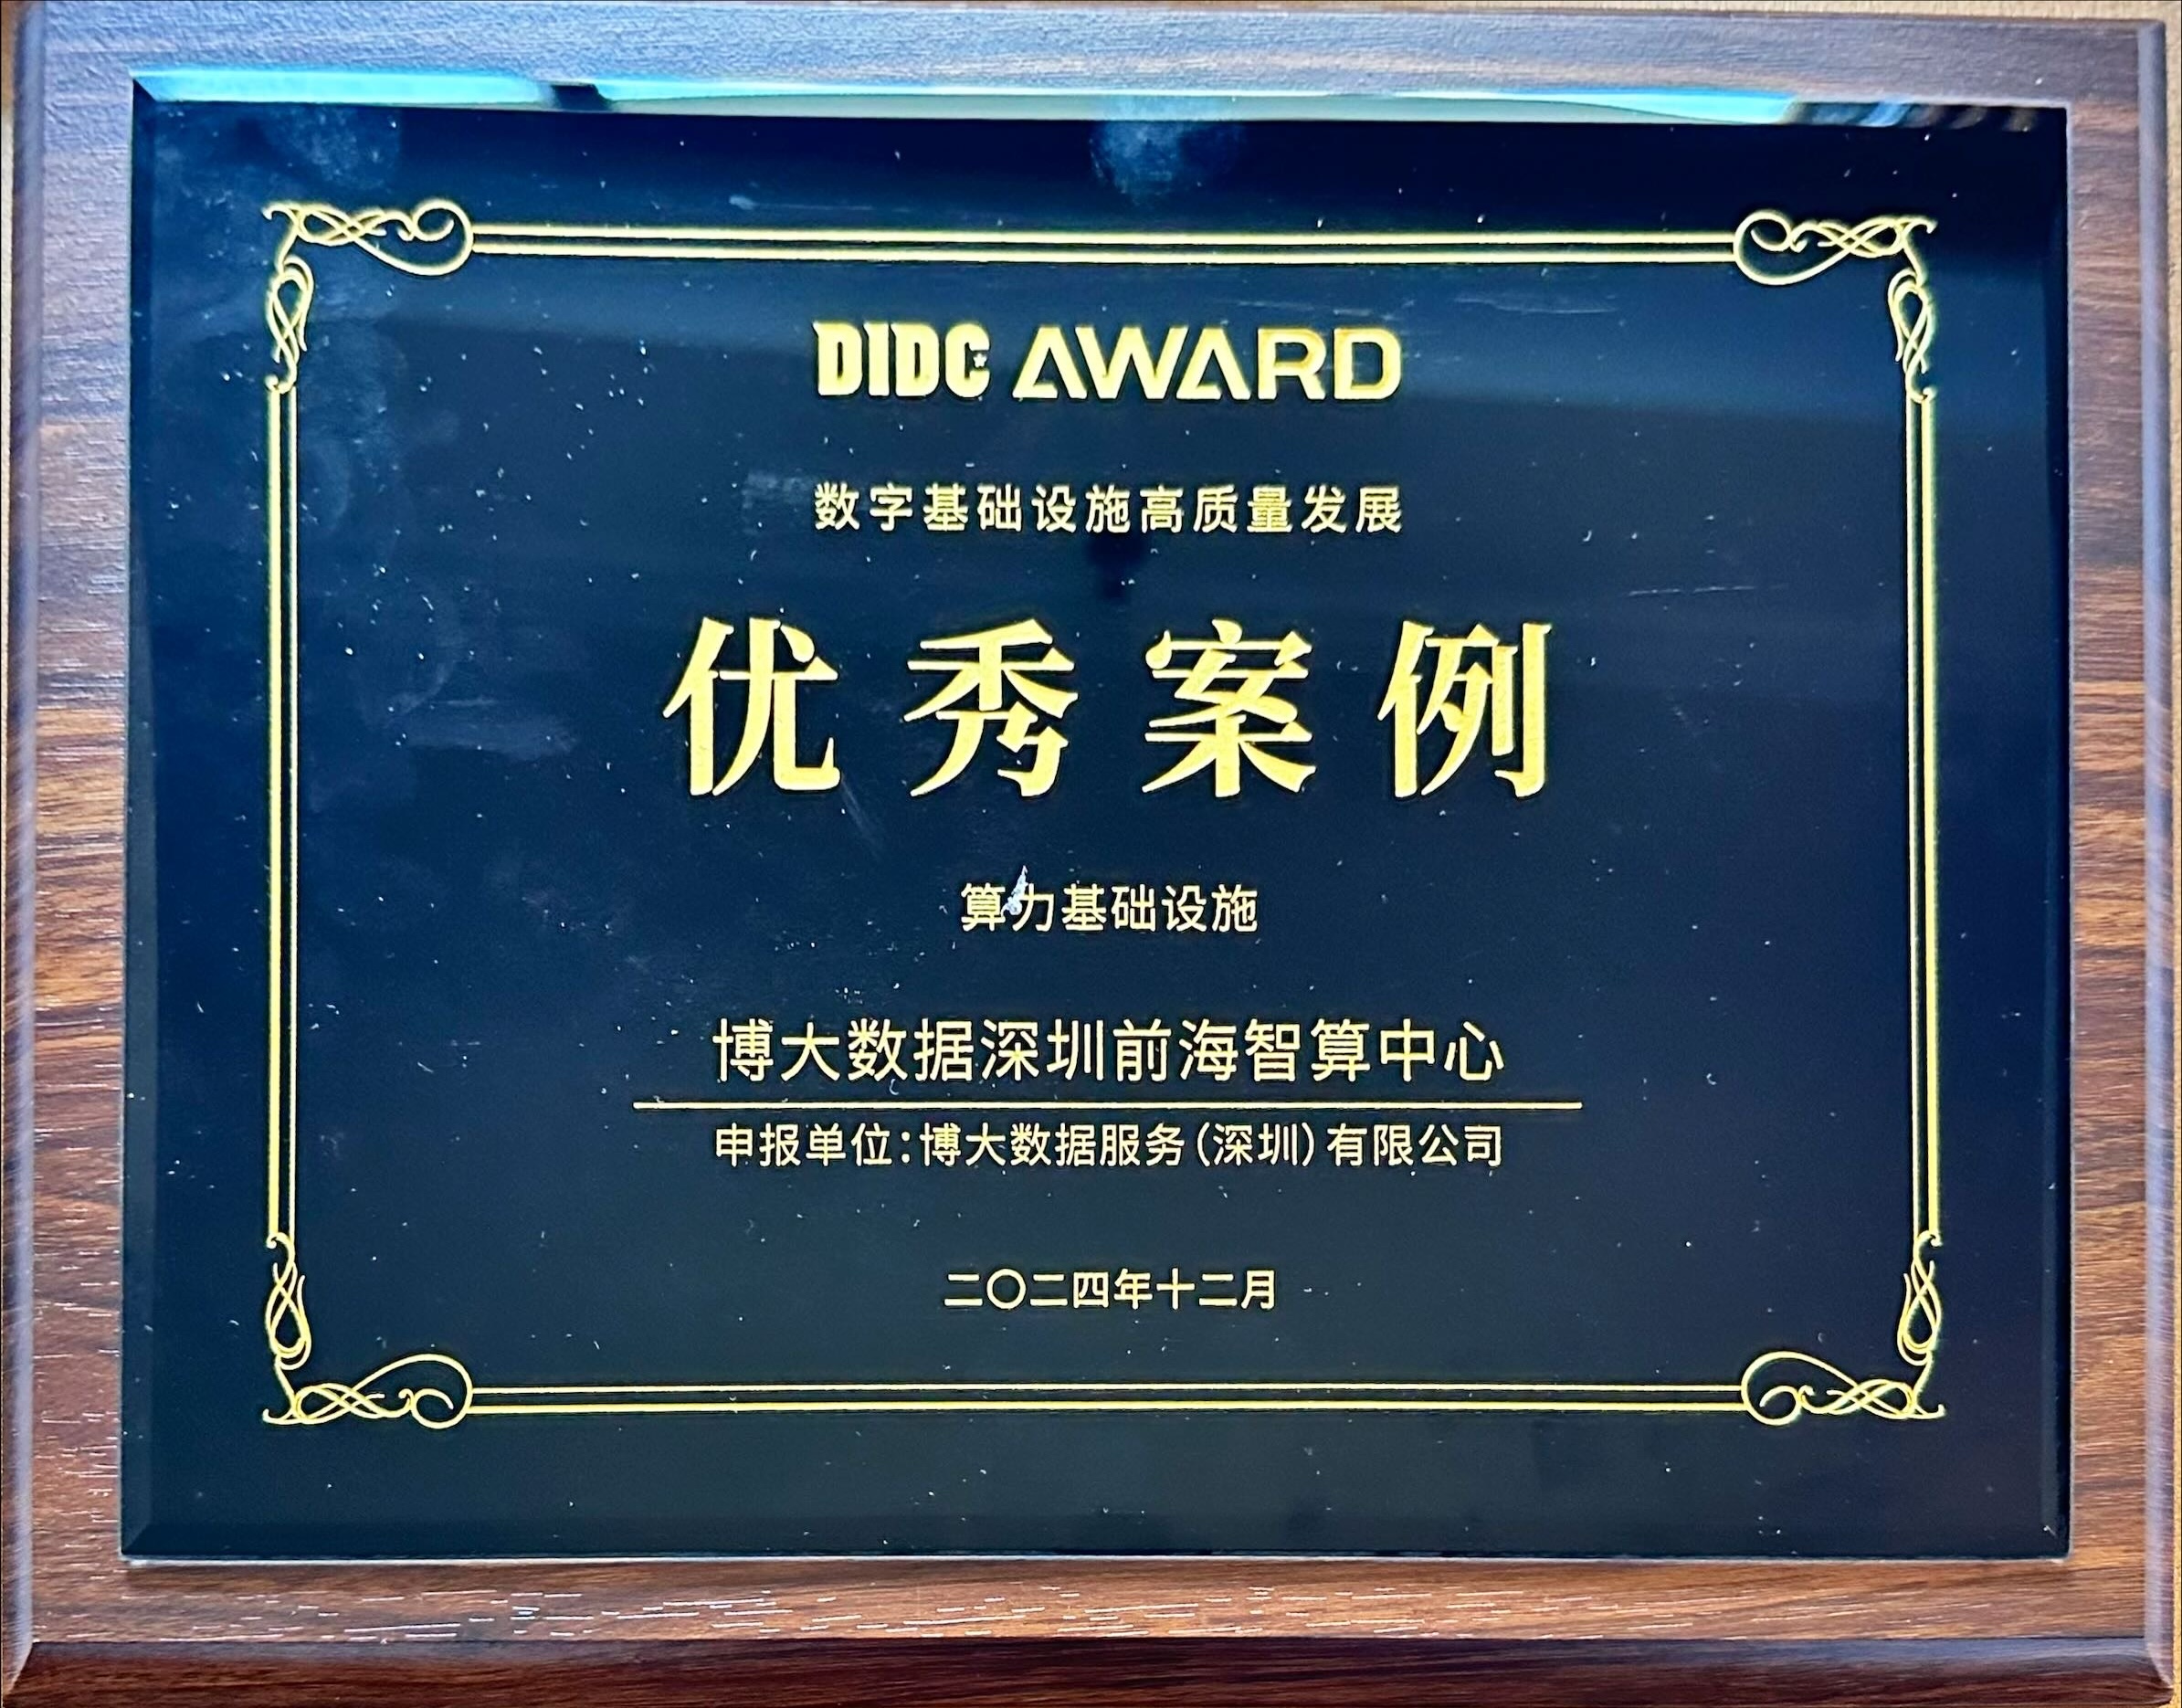 DIDC AWARD
数字基础设施高质量发展
优秀案例
算力基础设施
博大数据深圳前海智算中心
申报单位：博大数据服务（深圳）有限公司
二〇二四年十二月